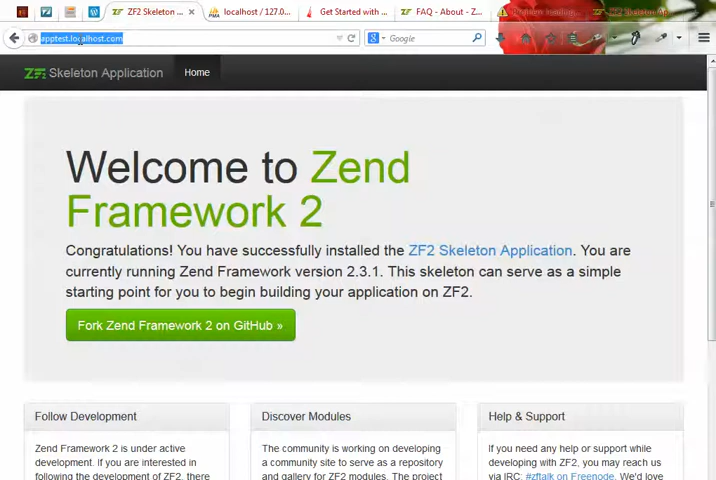 ZF2 Skeleton ...
localhost / 127.0...
Get Started with ...
FAQ - About - Z...
ZF2 Skeleton Ap...
apptest.localhost.com
Google
ZF Skeleton Application
Home
Welcome to Zend
Framework 2
Congratulations! You have successfully installed the ZF2 Skeleton Application. You are
currently running Zend Framework version 2.3.1. This skeleton can serve as a simple
starting point for you to begin building your application on ZF2.
Fork Zend Framework 2 on GitHub »
Follow Development
Zend Framework 2 is under active
development. If you are interested in
following the development of ZF2, there
Discover Modules
The community is working on developing
a community site to serve as a repository
and gallery for ZF2 modules. The project
Help & Support
If you need any help or support while
developing with ZF2, you may reach us
via IRC: #zftalk on Freenode. We'd love